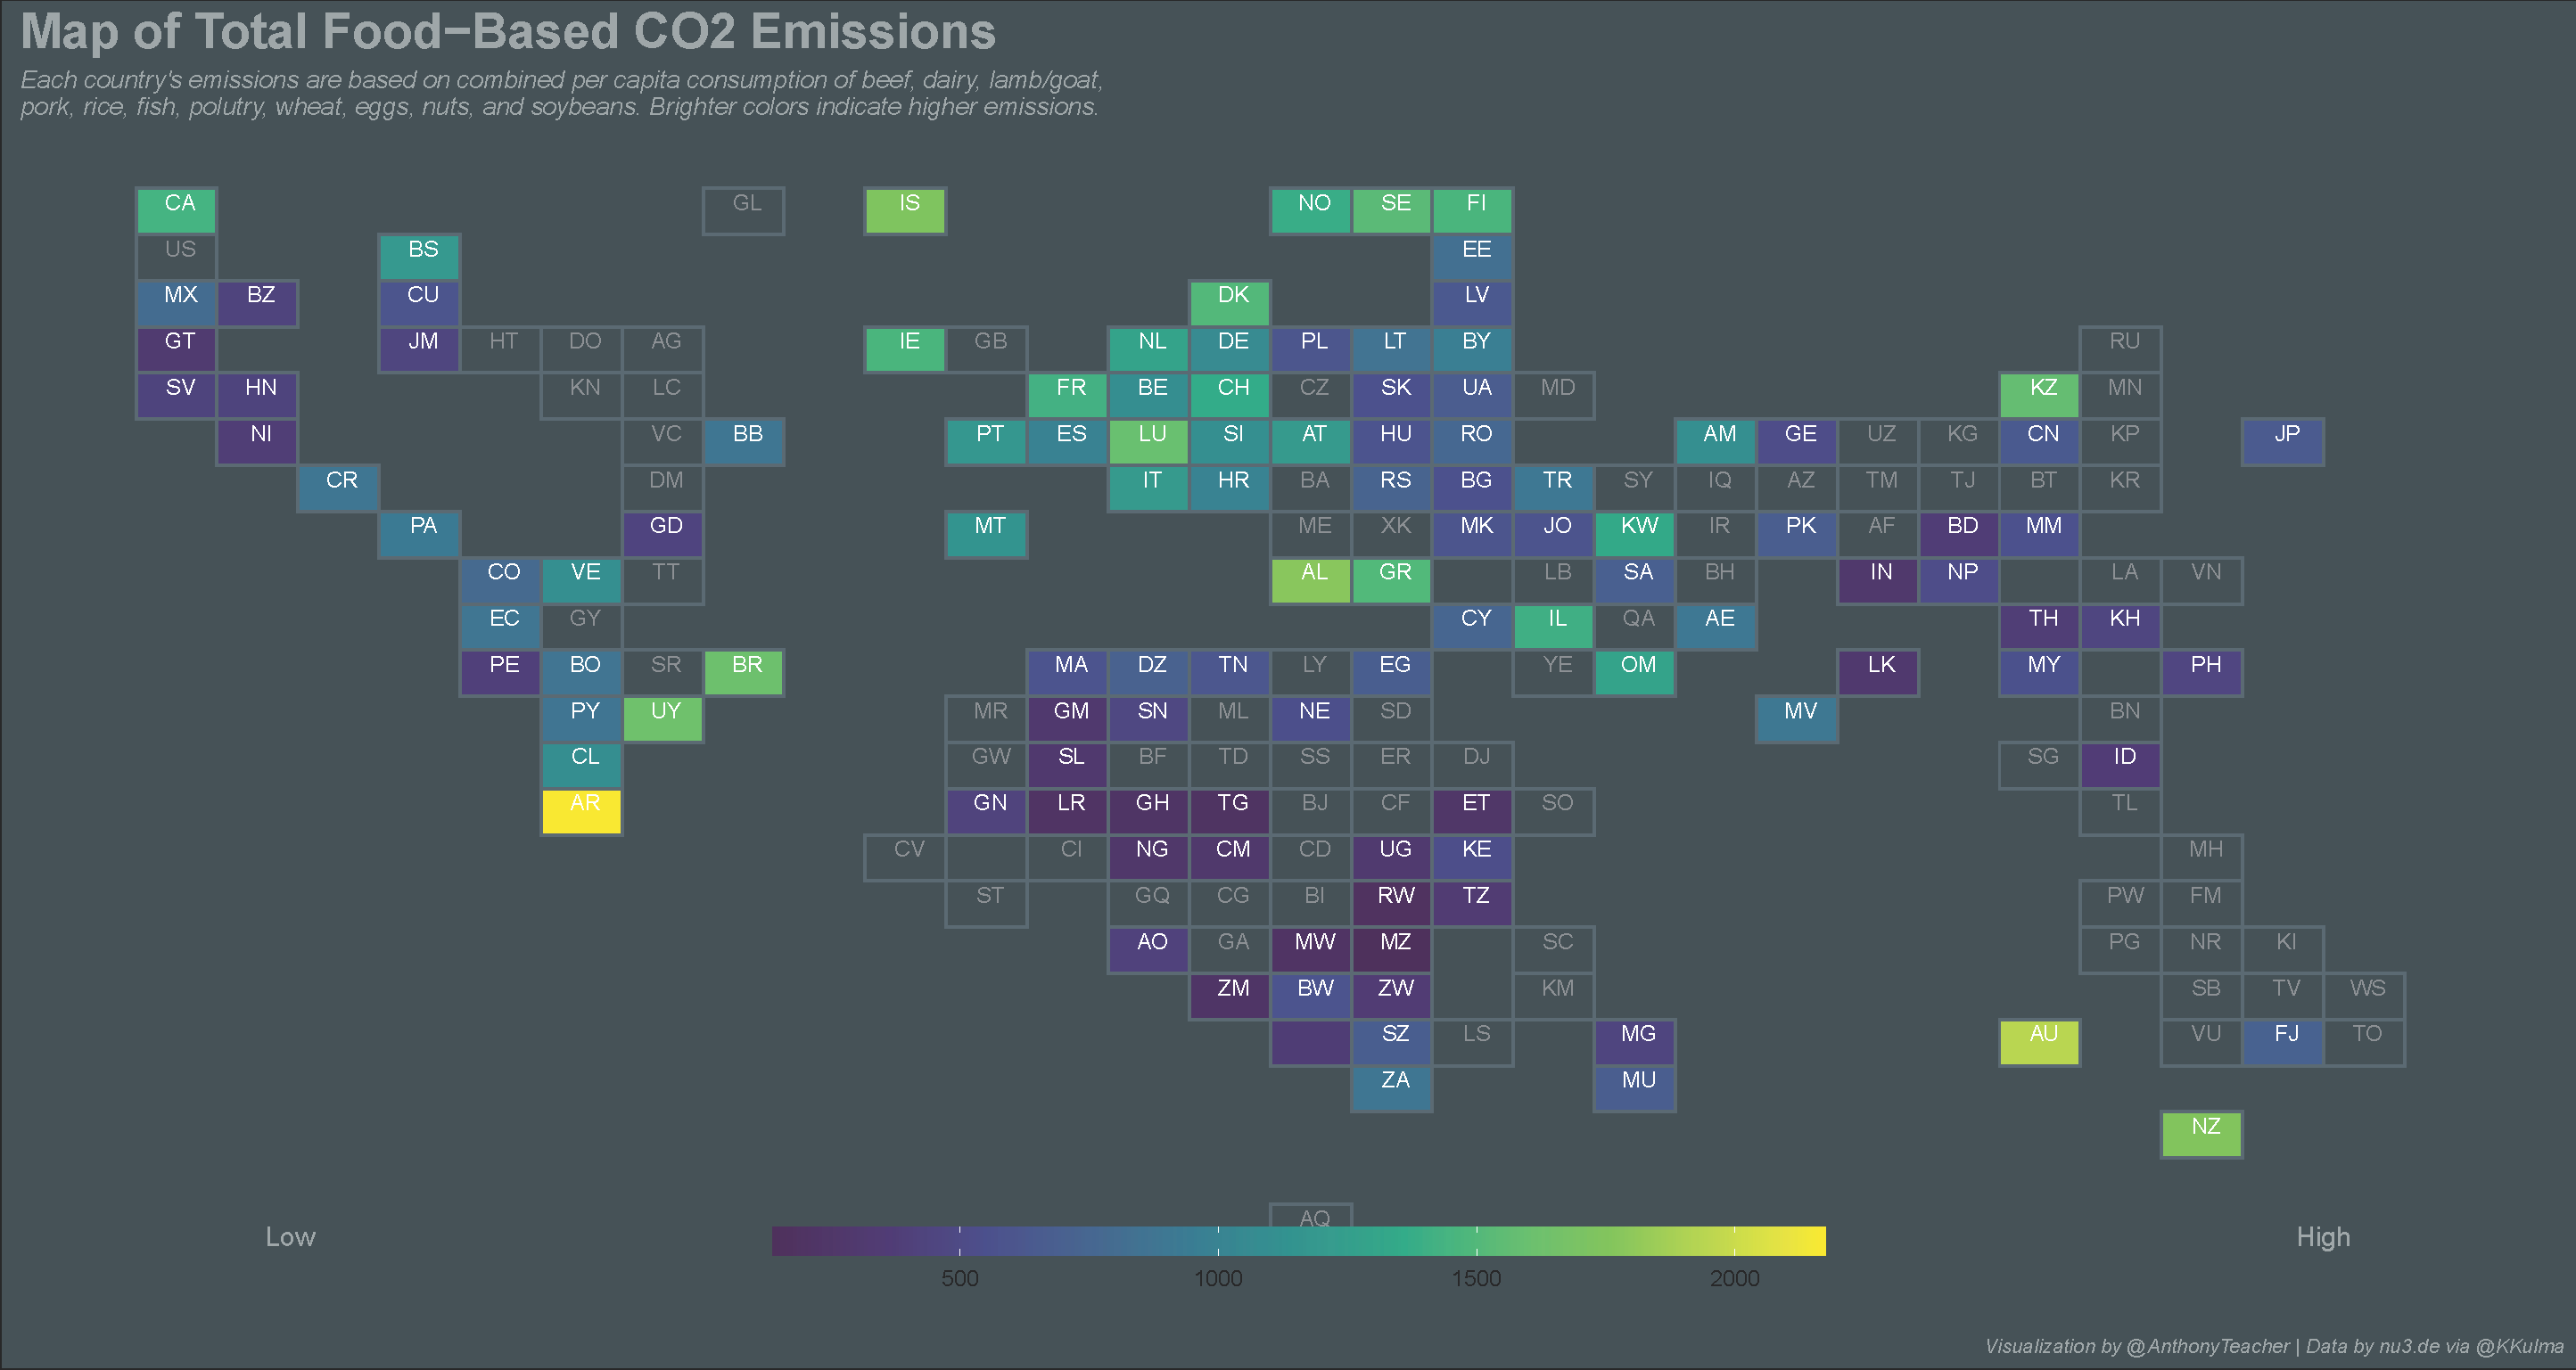 Map of Total Food−Based CO2 Emissions
Each country's emissions are based on combined per capita consumption of beef, dairy, lamb/goat,
pork, rice, fish, polutry, wheat, eggs, nuts, and soybeans. Brighter colors indicate higher emissions.
CA GL IS NO SE FI
US BS EE
MX BZ CU DK LV
GT JM HT DO AG IE GB NL DE PL LT BY RU
SV HN KN LC FR BE CH CZ SK UA MD KZ MN
NI VC BB PT ES LU SI AT HU RO AM GE UZ KG CN KP JP
CR DM IT HR BA RS BG TR SY IQ AZ TM TJ BT KR
PA GD MT ME XK MK JO KW IR PK AF BD MM
CO VE TT AL GR LB SA BH IN NP LA VN
EC GY CY IL QA AE TH KH
PE BO SR BR MA DZ TN LY EG YE OM LK MY PH
PY UY MR GM SN ML NE SD MV BN
CL GW SL BF TD SS ER DJ SG ID
AR GN LR GH TG BJ CF ET SO TL
CV CI NG CM CD UG KE MH
ST GQ CG BI RW TZ PW FM
AO GA MW MZ SC PG NR KI
ZM BW ZW KM SB TV WS
SZ LS MG AU VU FJ TO
ZA MU
NZ
AQ
Low High
500 1000 1500 2000
Visualization by @AnthonyTeacher | Data by nu3.de via @KKulma